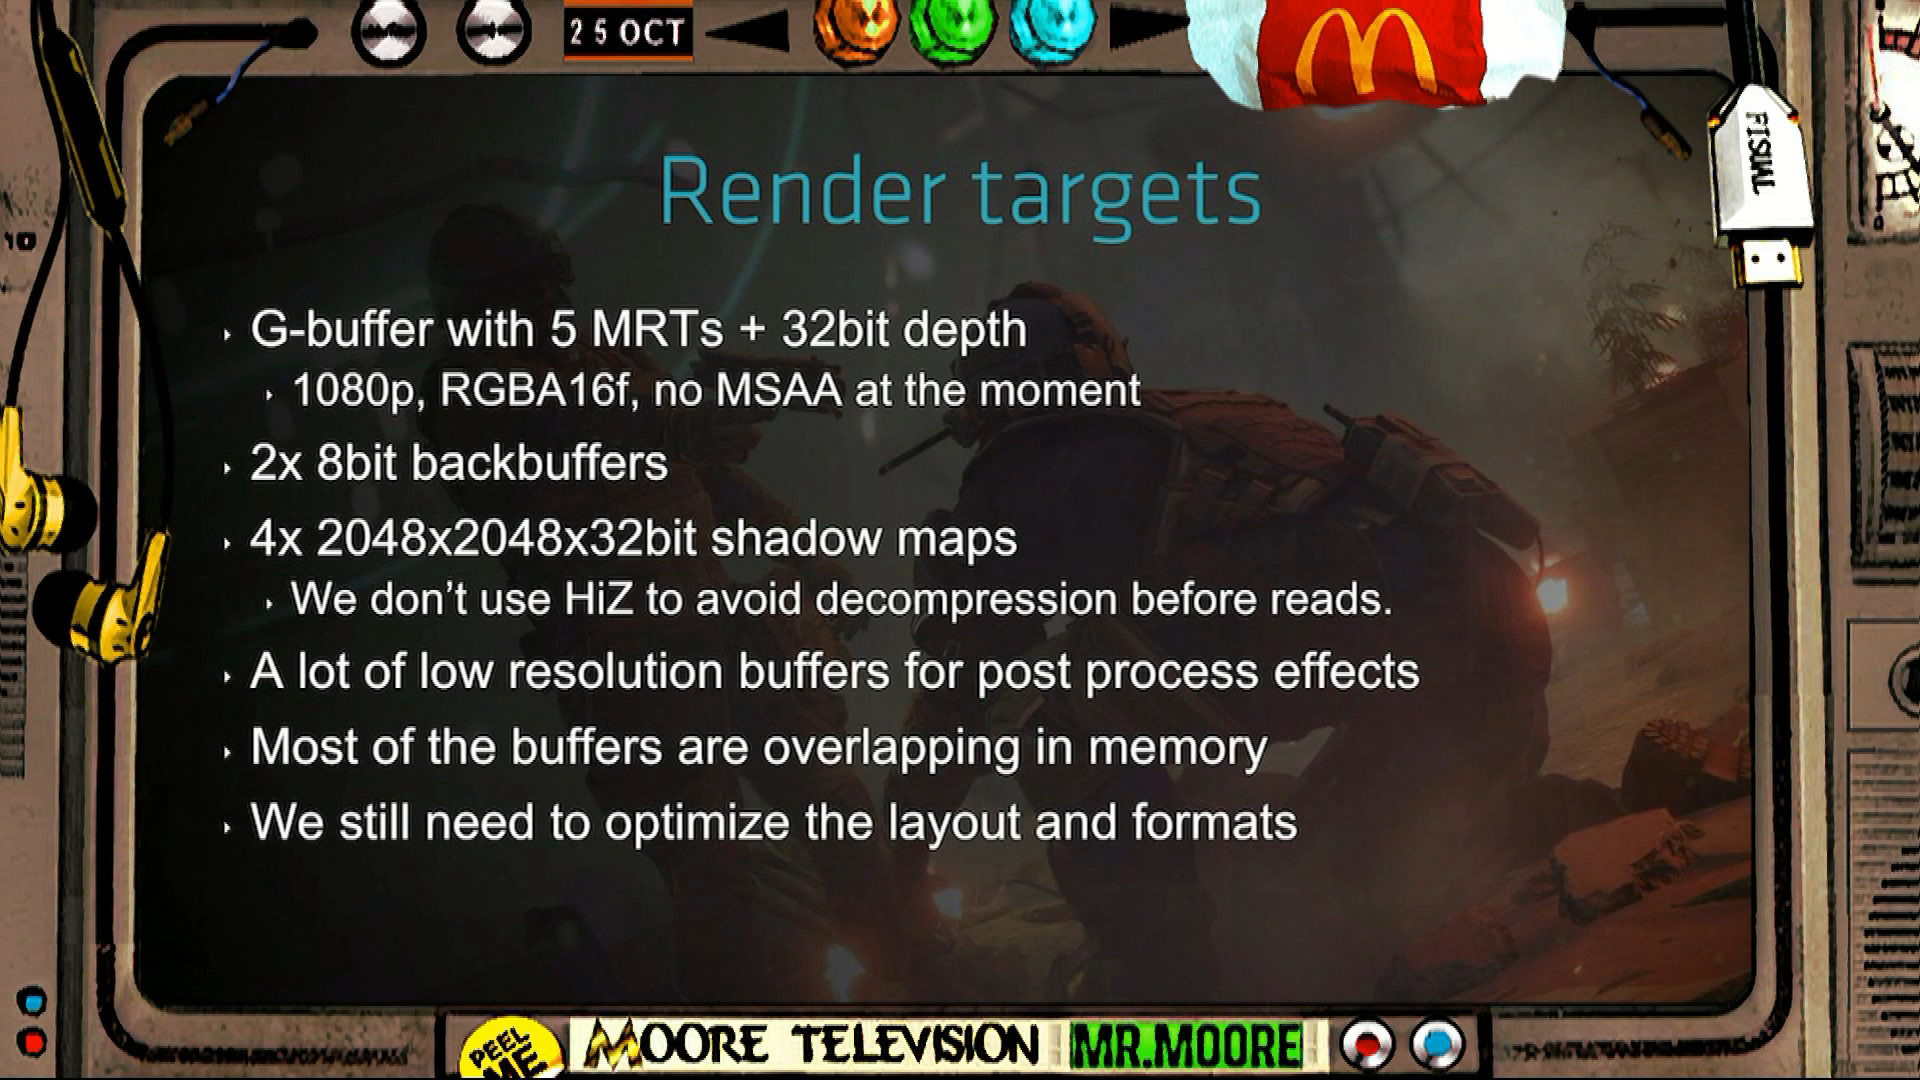 25 OCT
FISUAL
10
Render targets
G-buffer with 5 MRTs + 32bit depth
1080p, RGBA16f, no MSAA at the moment
2x 8bit backbuffers
4x 2048x2048x32bit shadow maps
We don't use HiZ to avoid decompression before reads.
A lot of low resolution buffers for post process effects
Most of the buffers are overlapping in memory
We still need to optimize the layout and formats
PEEL
ME
MOORE TELEVISION MR.MOORE